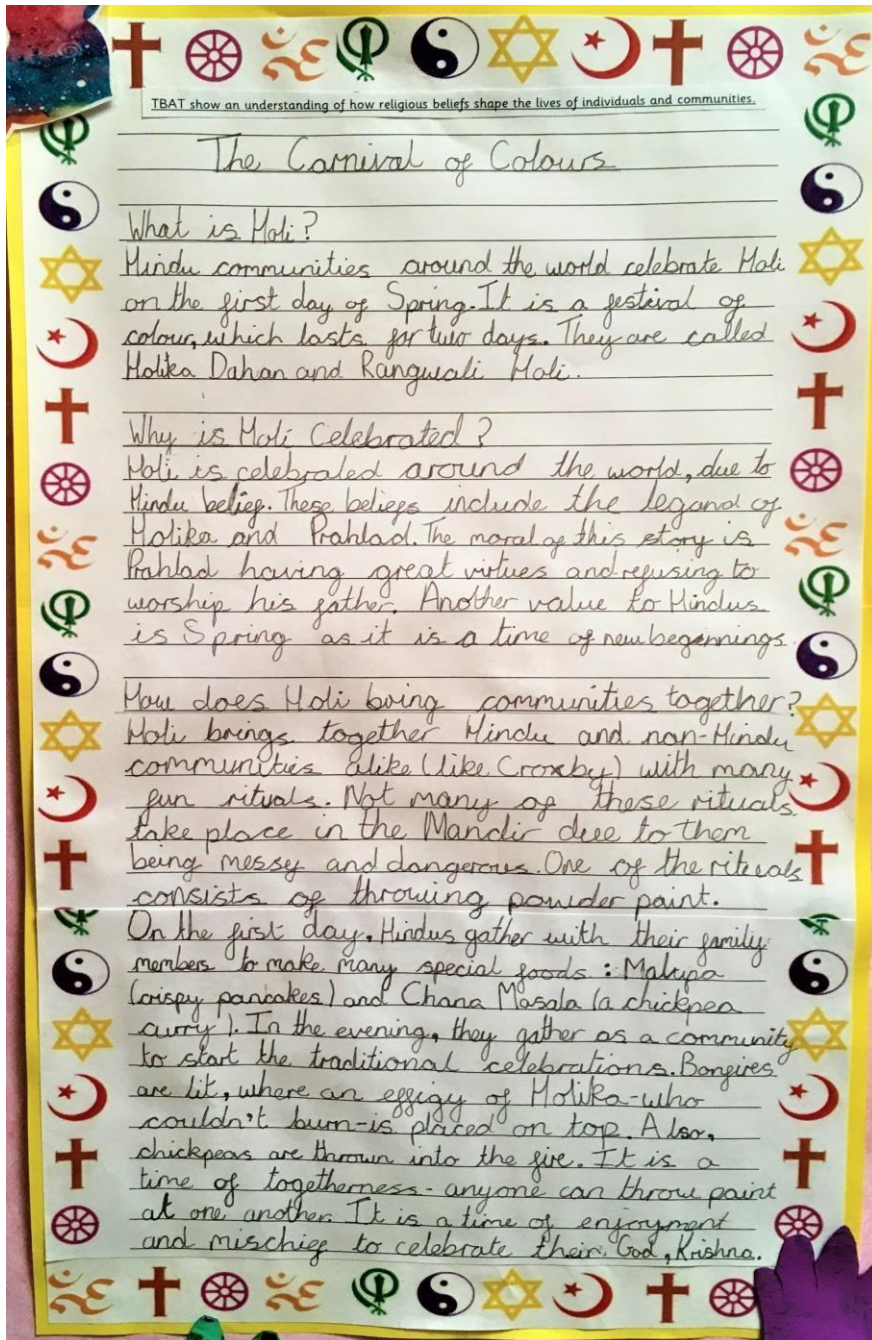 TBAT show an understanding of how religious beliefs shape the lives of individuals and communities.
The Carnival of Colours
What is Holi?
Hindu communities around the world celebrate Holi
on the first day of Spring. It is a festival of
colour, which lasts for two days. They are called
Holika Dahan and Rangwali Holi.
Why is Holi Celebrated?
Holi is celebrated around the world, due to
Hindu belief. These beliefs include the legand of
Holika and Prahlad. The moral of this story is
Prahlad having great virtues and refusing to
worship his father. Another value to Hindus
is Spring as it is a time of new beginnings.
How does Holi bring communities together?
Holi brings together Hindu and non-Hindu
communities alike (like Croxby) with many
fun rituals. Not many of these rituals
take place in the Mandir due to them
being messy and dangerous. One of the rituals
consists of throwing powder paint.
On the first day, Hindus gather with their family
members to make many special foods: Malupa
(crispy pancakes) and Chana Masala (a chickpea
curry). In the evening, they gather as a community
to start the traditional celebrations. Bonfires
are lit, where an effigy of Holika-who
couldn't burn-is placed on top. Also,
chickpeas are thrown into the fire. It is a
time of togetherness - anyone can throw paint
at one another. It is a time of enjoyment
and mischief to celebrate their God, Krishna.